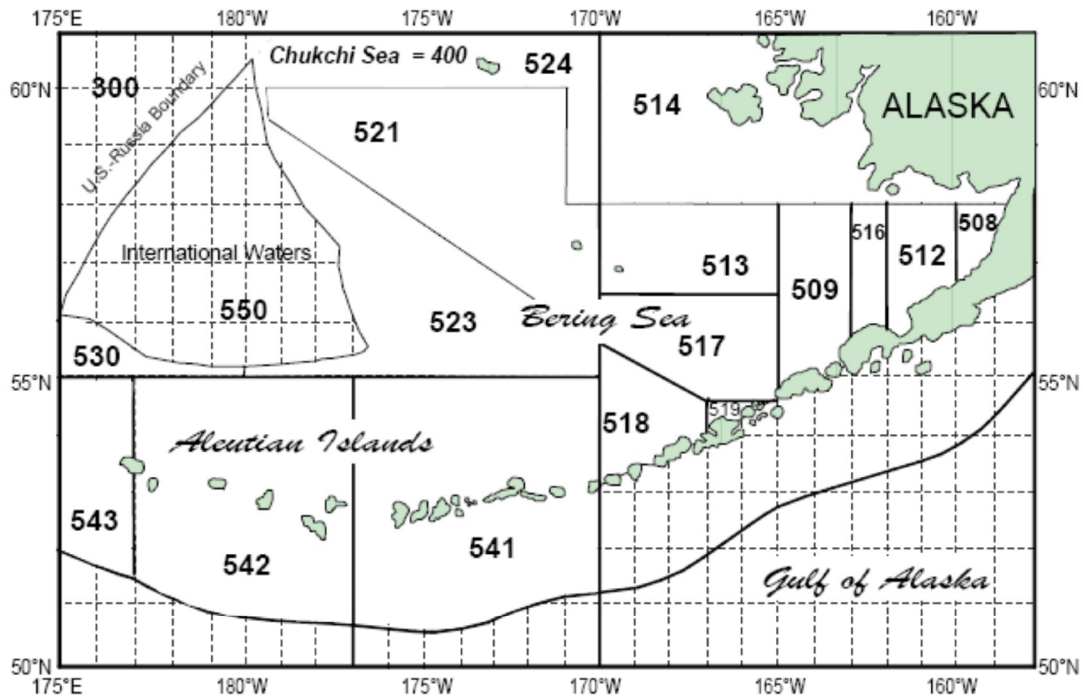 175°E 180°W 175°W 170°W 165°W 160°W
Chukchi Sea = 400
524
60°N
300
U.S.-Russia Boundary
521
514
ALASKA
60°N
International Waters
550
530
523
Bering Sea
513
509
516
512
508
517
55°N
55°N
518
519
Aleutian Islands
543
542
541
Gulf of Alaska
50°N
50°N
175°E 180°W 175°W 170°W 165°W 160°W